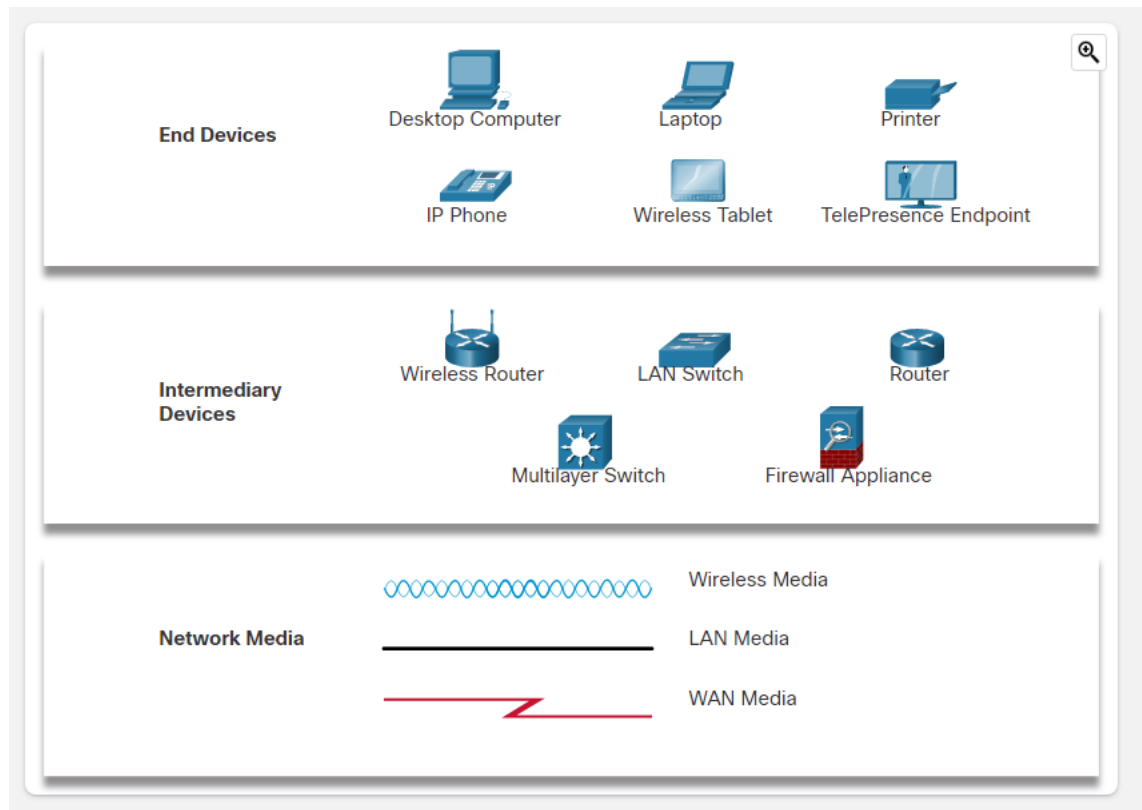 Desktop Computer
Laptop
Printer
End Devices
IP Phone
Wireless Tablet
TelePresence Endpoint
Wireless Router
LAN Switch
Router
Intermediary
Devices
Multilayer Switch
Firewall Appliance
Wireless Media
Network Media
LAN Media
WAN Media